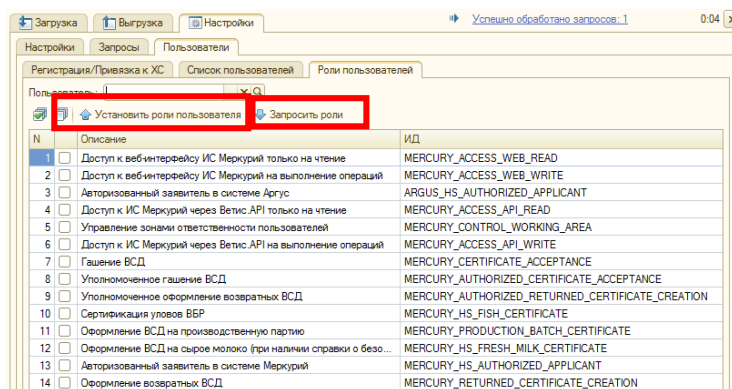 Загрузка Выгрузка Настройки Успешно обработано запросов: 1 0:04
Настройки Запросы Пользователи
Регистрация/Привязка к ХС Список пользователей Роли пользователей
Пользователь:
Установить роли пользователя Запросить роли
N Описание ИД
1 Доступ к веб-интерфейсу ИС Меркурий только на чтение MERCURY_ACCESS_WEB_READ
2 Доступ к веб-интерфейсу ИС Меркурий на выполнение операций MERCURY_ACCESS_WEB_WRITE
3 Авторизованный заявитель в системе Аргус ARGUS_HS_AUTHORIZED_APPLICANT
4 Доступ к ИС Меркурий через Ветис.API только на чтение MERCURY_ACCESS_API_READ
5 Управление зонами ответственности пользователей MERCURY_CONTROL_WORKING_AREA
6 Доступ к ИС Меркурий через Ветис.API на выполнение операций MERCURY_ACCESS_API_WRITE
7 Гашение ВСД MERCURY_CERTIFICATE_ACCEPTANCE
8 Уполномоченное гашение ВСД MERCURY_AUTHORIZED_CERTIFICATE_ACCEPTANCE
9 Уполномоченное оформление возвратных ВСД MERCURY_AUTHORIZED_RETURNED_CERTIFICATE_CREATION
10 Сертификация уловов ВБР MERCURY_HS_FISH_CERTIFICATE
11 Оформление ВСД на производственную партию MERCURY_PRODUCTION_BATCH_CERTIFICATE
12 Оформление ВСД на сырое молоко (при наличии справки о безо... MERCURY_HS_FRESH_MILK_CERTIFICATE
13 Авторизованный заявитель в системе Меркурий MERCURY_HS_AUTHORIZED_APPLICANT
14 Оформление возвратных ВСД MERCURY_RETURNED_CERTIFICATE_CREATION